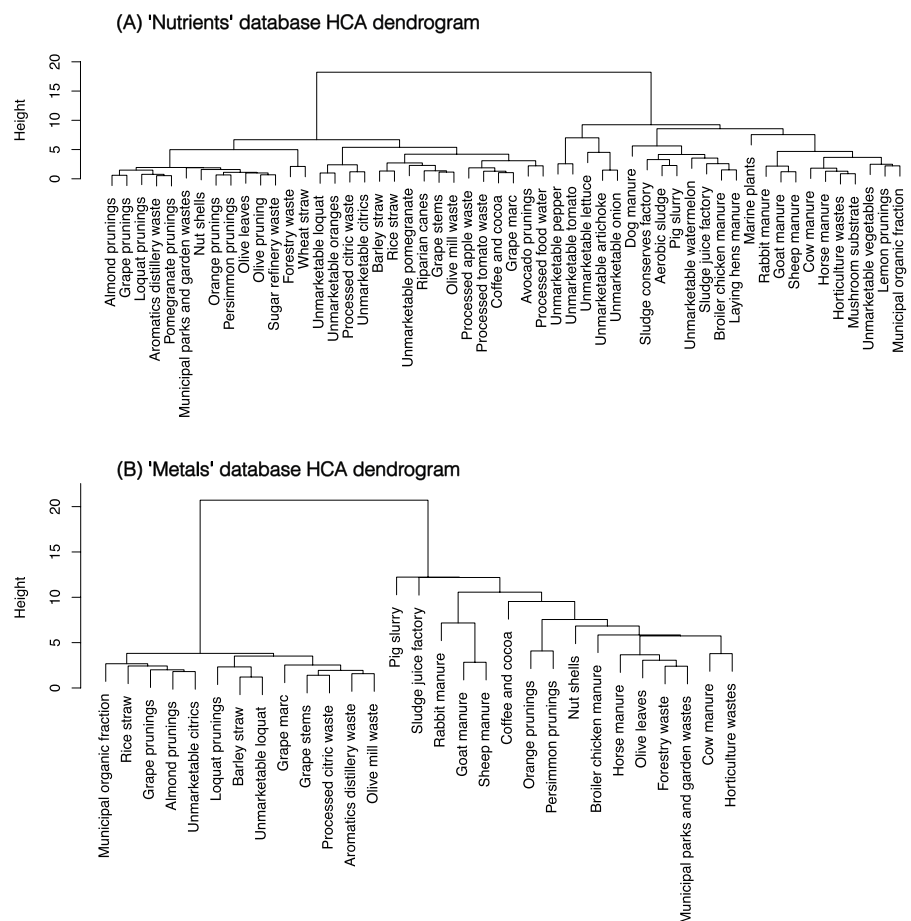 (A) 'Nutrients' database HCA dendrogram
20
15
10
5
0
Height
Almond prunings
Grape prunings
Loquat prunings
Aromatics distillery waste
Pomegranate prunings
Municipal parks and garden wastes
Nut shells
Orange prunings
Persimmon prunings
Olive leaves
Olive pruning
Sugar refinery waste
Forestry waste
Wheat straw
Unmarketable loquat
Unmarketable oranges
Processed citric waste
Unmarketable citrics
Barley straw
Rice straw
Unmarketable pomegranate
Riparian canes
Grape stems
Olive mill waste
Processed apple waste
Processed tomato waste
Coffee and cocoa
Grape marc
Avocado prunings
Processed food water
Unmarketable pepper
Unmarketable tomato
Unmarketable lettuce
Unmarketable artichoke
Unmarketable onion
Dog manure
Sludge conserves factory
Aerobic sludge
Pig slurry
Unmarketable watermelon
Sludge juice factory
Broiler chicken manure
Laying hens manure
Marine plants
Rabbit manure
Goat manure
Sheep manure
Cow manure
Horse manure
Horticulture wastes
Mushroom substrate
Unmarketable vegetables
Lemon prunings
Municipal organic fraction
(B) 'Metals' database HCA dendrogram
20
15
10
5
0
Height
Municipal organic fraction
Rice straw
Grape prunings
Almond prunings
Unmarketable citrics
Loquat prunings
Barley straw
Unmarketable loquat
Grape marc
Grape stems
Processed citric waste
Aromatics distillery waste
Olive mill waste
Pig slurry
Sludge juice factory
Rabbit manure
Goat manure
Sheep manure
Coffee and cocoa
Orange prunings
Persimmon prunings
Nut shells
Broiler chicken manure
Horse manure
Olive leaves
Forestry waste
Municipal parks and garden wastes
Cow manure
Horticulture wastes